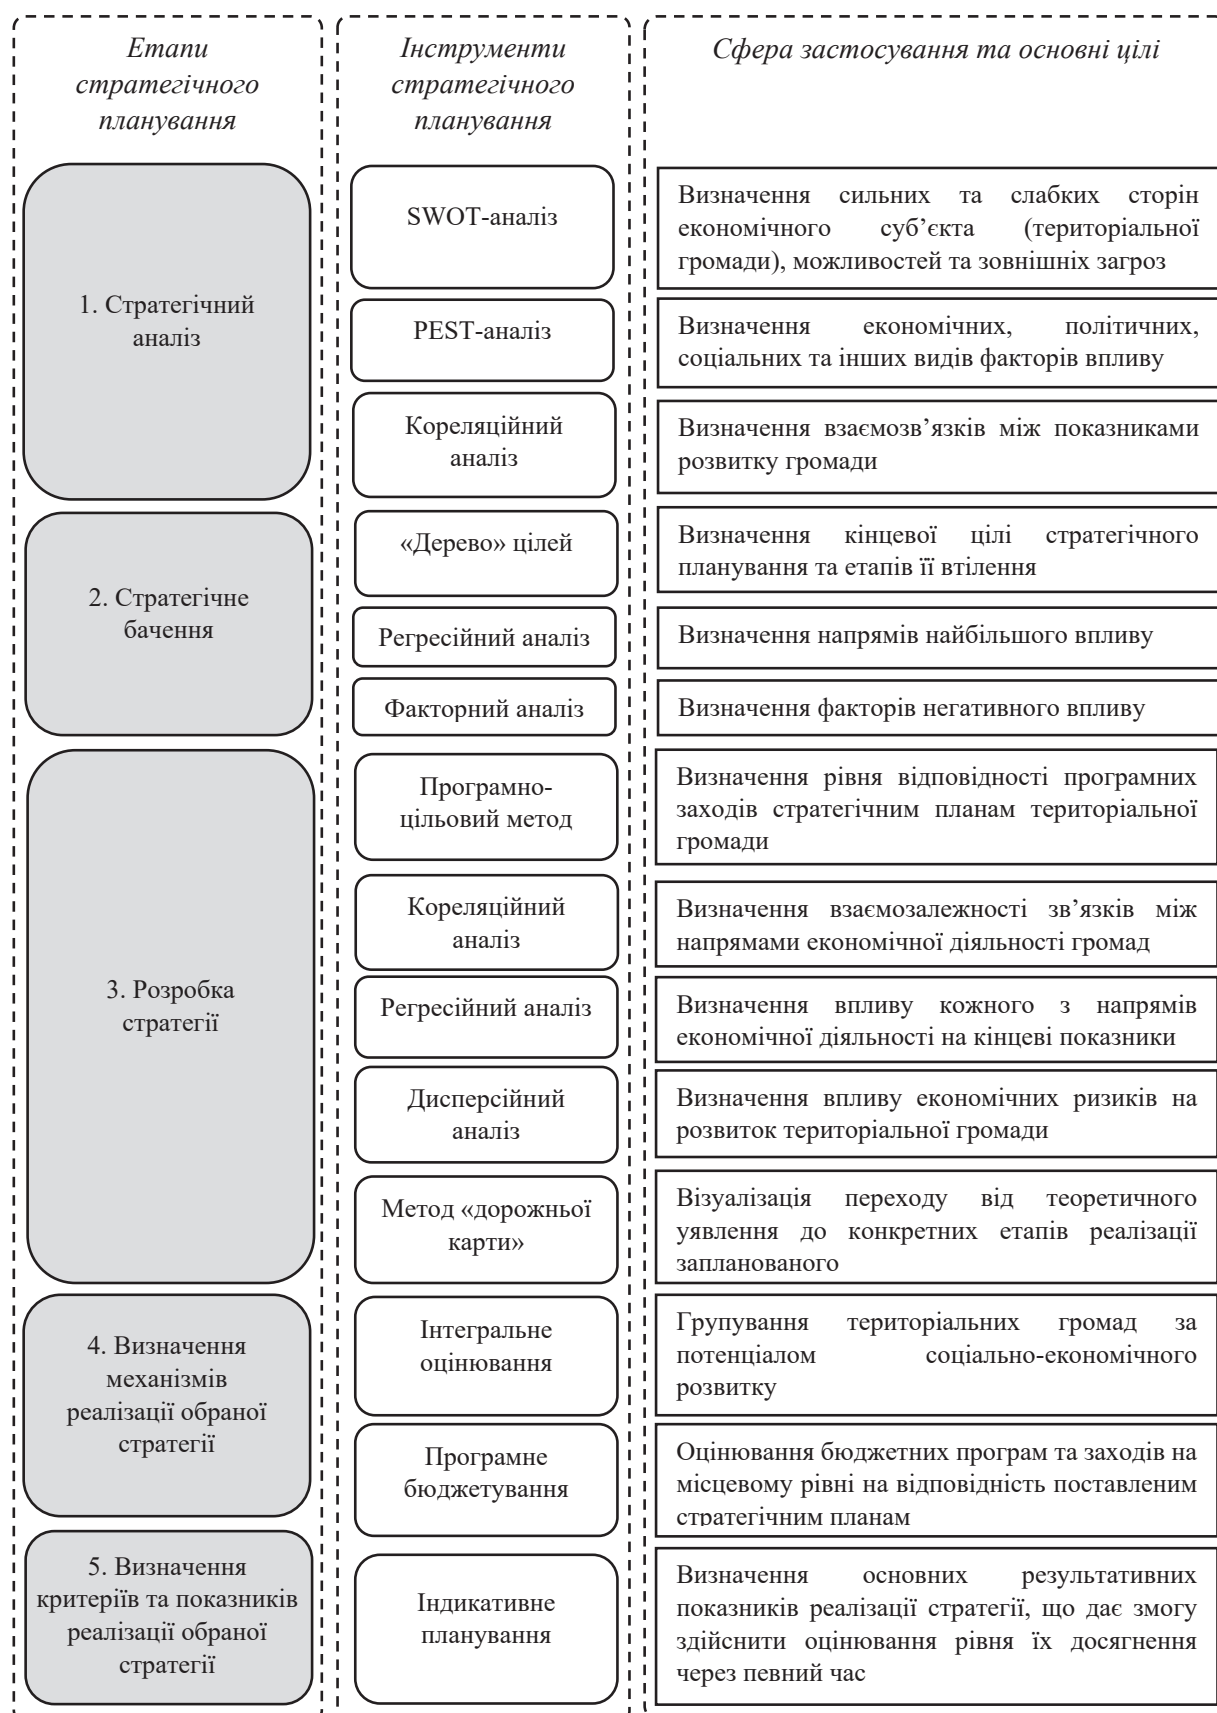 Етапи
стратегічного
планування
Інструменти
стратегічного
планування
Сфера застосування та основні цілі
1. Стратегічний
аналіз
SWOT-аналіз
Визначення сильних та слабких сторін
економічного суб’єкта (територіальної
громади), можливостей та зовнішніх загроз
PEST-аналіз
Визначення економічних, політичних,
соціальних та інших видів факторів впливу
Кореляційний
аналіз
Визначення взаємозв’язків між показниками
розвитку громади
2. Стратегічне
бачення
«Дерево» цілей
Визначення кінцевої цілі стратегічного
планування та етапів її втілення
Регресійний аналіз
Визначення напрямів найбільшого впливу
Факторний аналіз
Визначення факторів негативного впливу
3. Розробка
стратегії
Програмно-
цільовий метод
Визначення рівня відповідності програмних
заходів стратегічним планам територіальної
громади
Кореляційний
аналіз
Визначення взаємозалежності зв’язків між
напрямами економічної діяльності громад
Регресійний аналіз
Визначення впливу кожного з напрямів
економічної діяльності на кінцеві показники
Дисперсійний
аналіз
Визначення впливу економічних ризиків на
розвиток територіальної громади
Метод «дорожньої
карти»
Візуалізація переходу від теоретичного
уявлення до конкретних етапів реалізації
запланованого
4. Визначення
механізмів
реалізації обраної
стратегії
Інтегральне
оцінювання
Групування територіальних громад за
потенціалом соціально-економічного
розвитку
Програмне
бюджетування
Оцінювання бюджетних програм та заходів на
місцевому рівні на відповідність поставленим
стратегічним планам
5. Визначення
критеріїв та показників
реалізації обраної
стратегії
Індикативне
планування
Визначення основних результативних
показників реалізації стратегії, що дає змогу
здійснити оцінювання рівня їх досягнення
через певний час